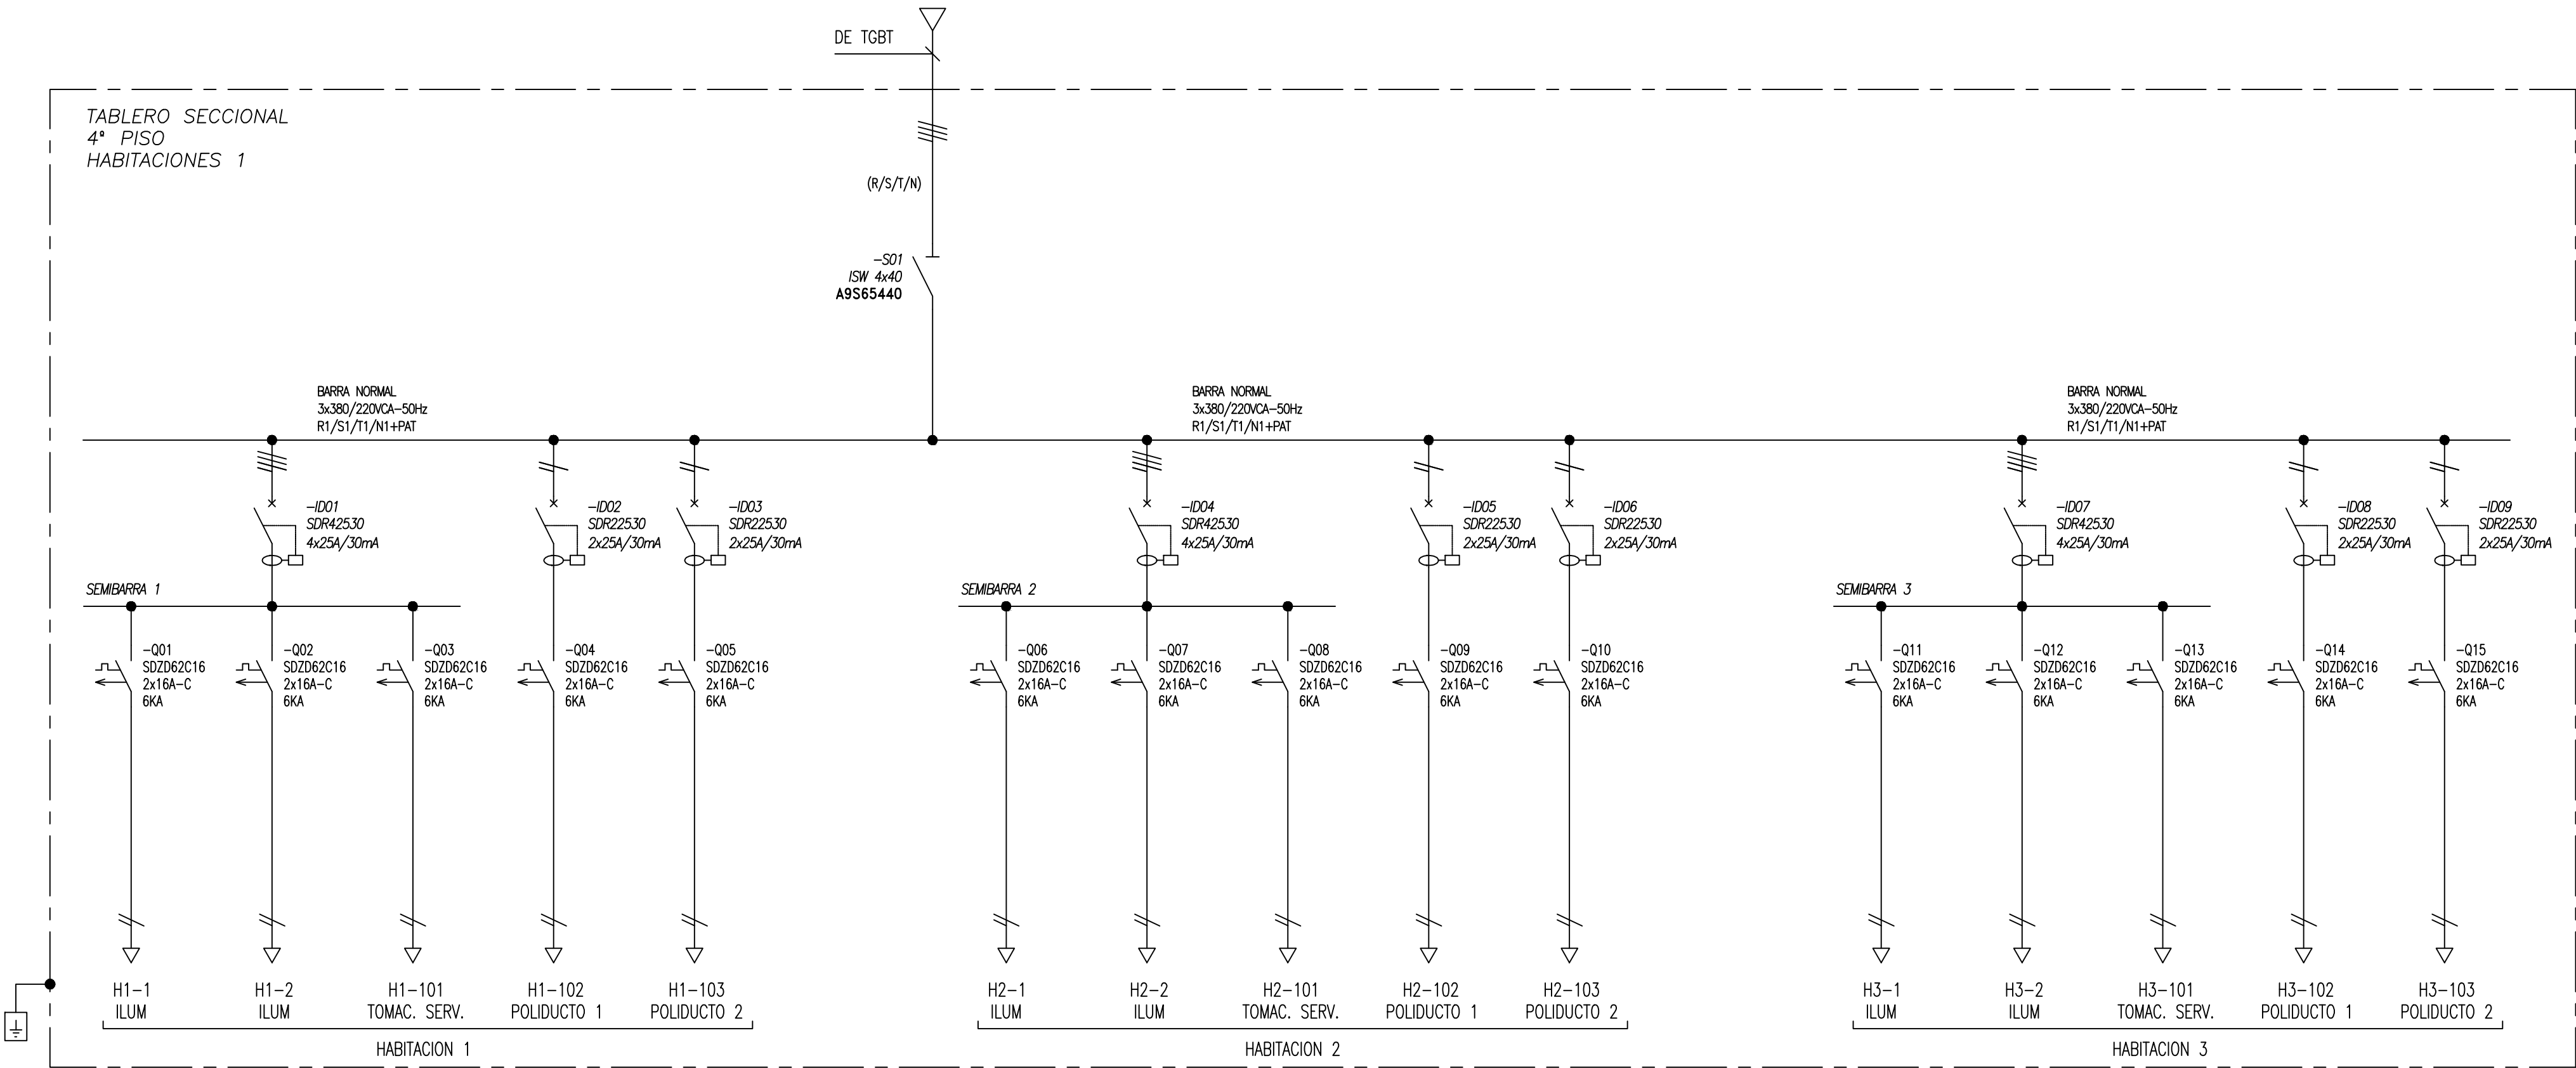 DE TGBT
TABLERO SECCIONAL
4º PISO
HABITACIONES 1
(R/S/T/N)
-S01
ISW 4x40
A9S65440
BARRA NORMAL
3x380/220VCA-50Hz
R1/S1/T1/N1+PAT
BARRA NORMAL
3x380/220VCA-50Hz
R1/S1/T1/N1+PAT
BARRA NORMAL
3x380/220VCA-50Hz
R1/S1/T1/N1+PAT
-ID01
SDR42530
4x25A/30mA
-ID02
SDR22530
2x25A/30mA
-ID03
SDR22530
2x25A/30mA
-ID04
SDR42530
4x25A/30mA
-ID05
SDR22530
2x25A/30mA
-ID06
SDR22530
2x25A/30mA
-ID07
SDR42530
4x25A/30mA
-ID08
SDR22530
2x25A/30mA
-ID09
SDR22530
2x25A/30mA
SEMIBARRA 1
SEMIBARRA 2
SEMIBARRA 3
-Q01
SDZD62C16
2x16A-C
6KA
-Q02
SDZD62C16
2x16A-C
6KA
-Q03
SDZD62C16
2x16A-C
6KA
-Q04
SDZD62C16
2x16A-C
6KA
-Q05
SDZD62C16
2x16A-C
6KA
-Q06
SDZD62C16
2x16A-C
6KA
-Q07
SDZD62C16
2x16A-C
6KA
-Q08
SDZD62C16
2x16A-C
6KA
-Q09
SDZD62C16
2x16A-C
6KA
-Q10
SDZD62C16
2x16A-C
6KA
-Q11
SDZD62C16
2x16A-C
6KA
-Q12
SDZD62C16
2x16A-C
6KA
-Q13
SDZD62C16
2x16A-C
6KA
-Q14
SDZD62C16
2x16A-C
6KA
-Q15
SDZD62C16
2x16A-C
6KA
H1-1
ILUM
H1-2
ILUM
H1-101
TOMAC. SERV.
H1-102
POLIDUCTO 1
H1-103
POLIDUCTO 2
HABITACION 1
H2-1
ILUM
H2-2
ILUM
H2-101
TOMAC. SERV.
H2-102
POLIDUCTO 1
H2-103
POLIDUCTO 2
HABITACION 2
H3-1
ILUM
H3-2
ILUM
H3-101
TOMAC. SERV.
H3-102
POLIDUCTO 1
H3-103
POLIDUCTO 2
HABITACION 3